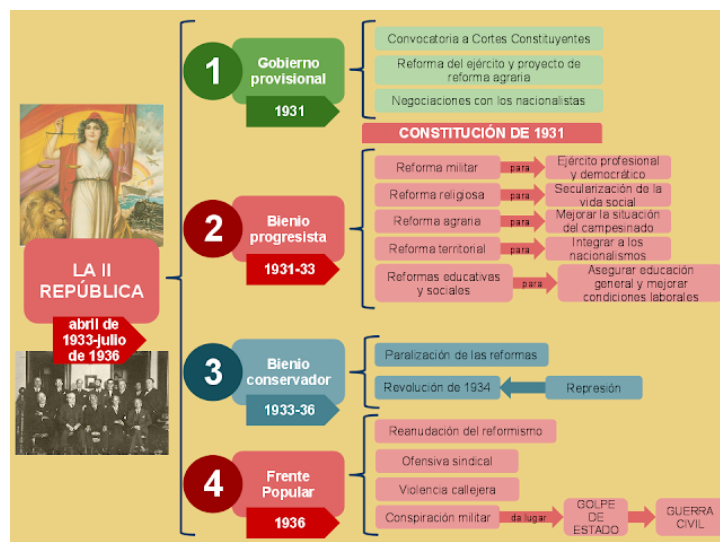 LA II
REPÚBLICA
abril de
1933-julio
de 1936
1
Gobierno
provisional
1931
Convocatoria a Cortes Constituyentes
Reforma del ejército y proyecto de
reforma agraria
Negociaciones con los nacionalistas
CONSTITUCIÓN DE 1931
2
Bienio
progresista
1931-33
Reforma militar
para
Ejército profesional
y democrático
Reforma religiosa
para
Secularización de la
vida social
Reforma agraria
para
Mejorar la situación
del campesinado
Reforma territorial
para
Integrar a los
nacionalismos
Reformas educativas
y sociales
para
Asegurar educación
general y mejorar
condiciones laborales
3
Bienio
conservador
1933-36
Paralización de las reformas
Revolución de 1934
Represión
4
Frente
Popular
1936
Reanudación del reformismo
Ofensiva sindical
Violencia callejera
Conspiración militar
da lugar
GOLPE
DE
ESTADO
GUERRA
CIVIL